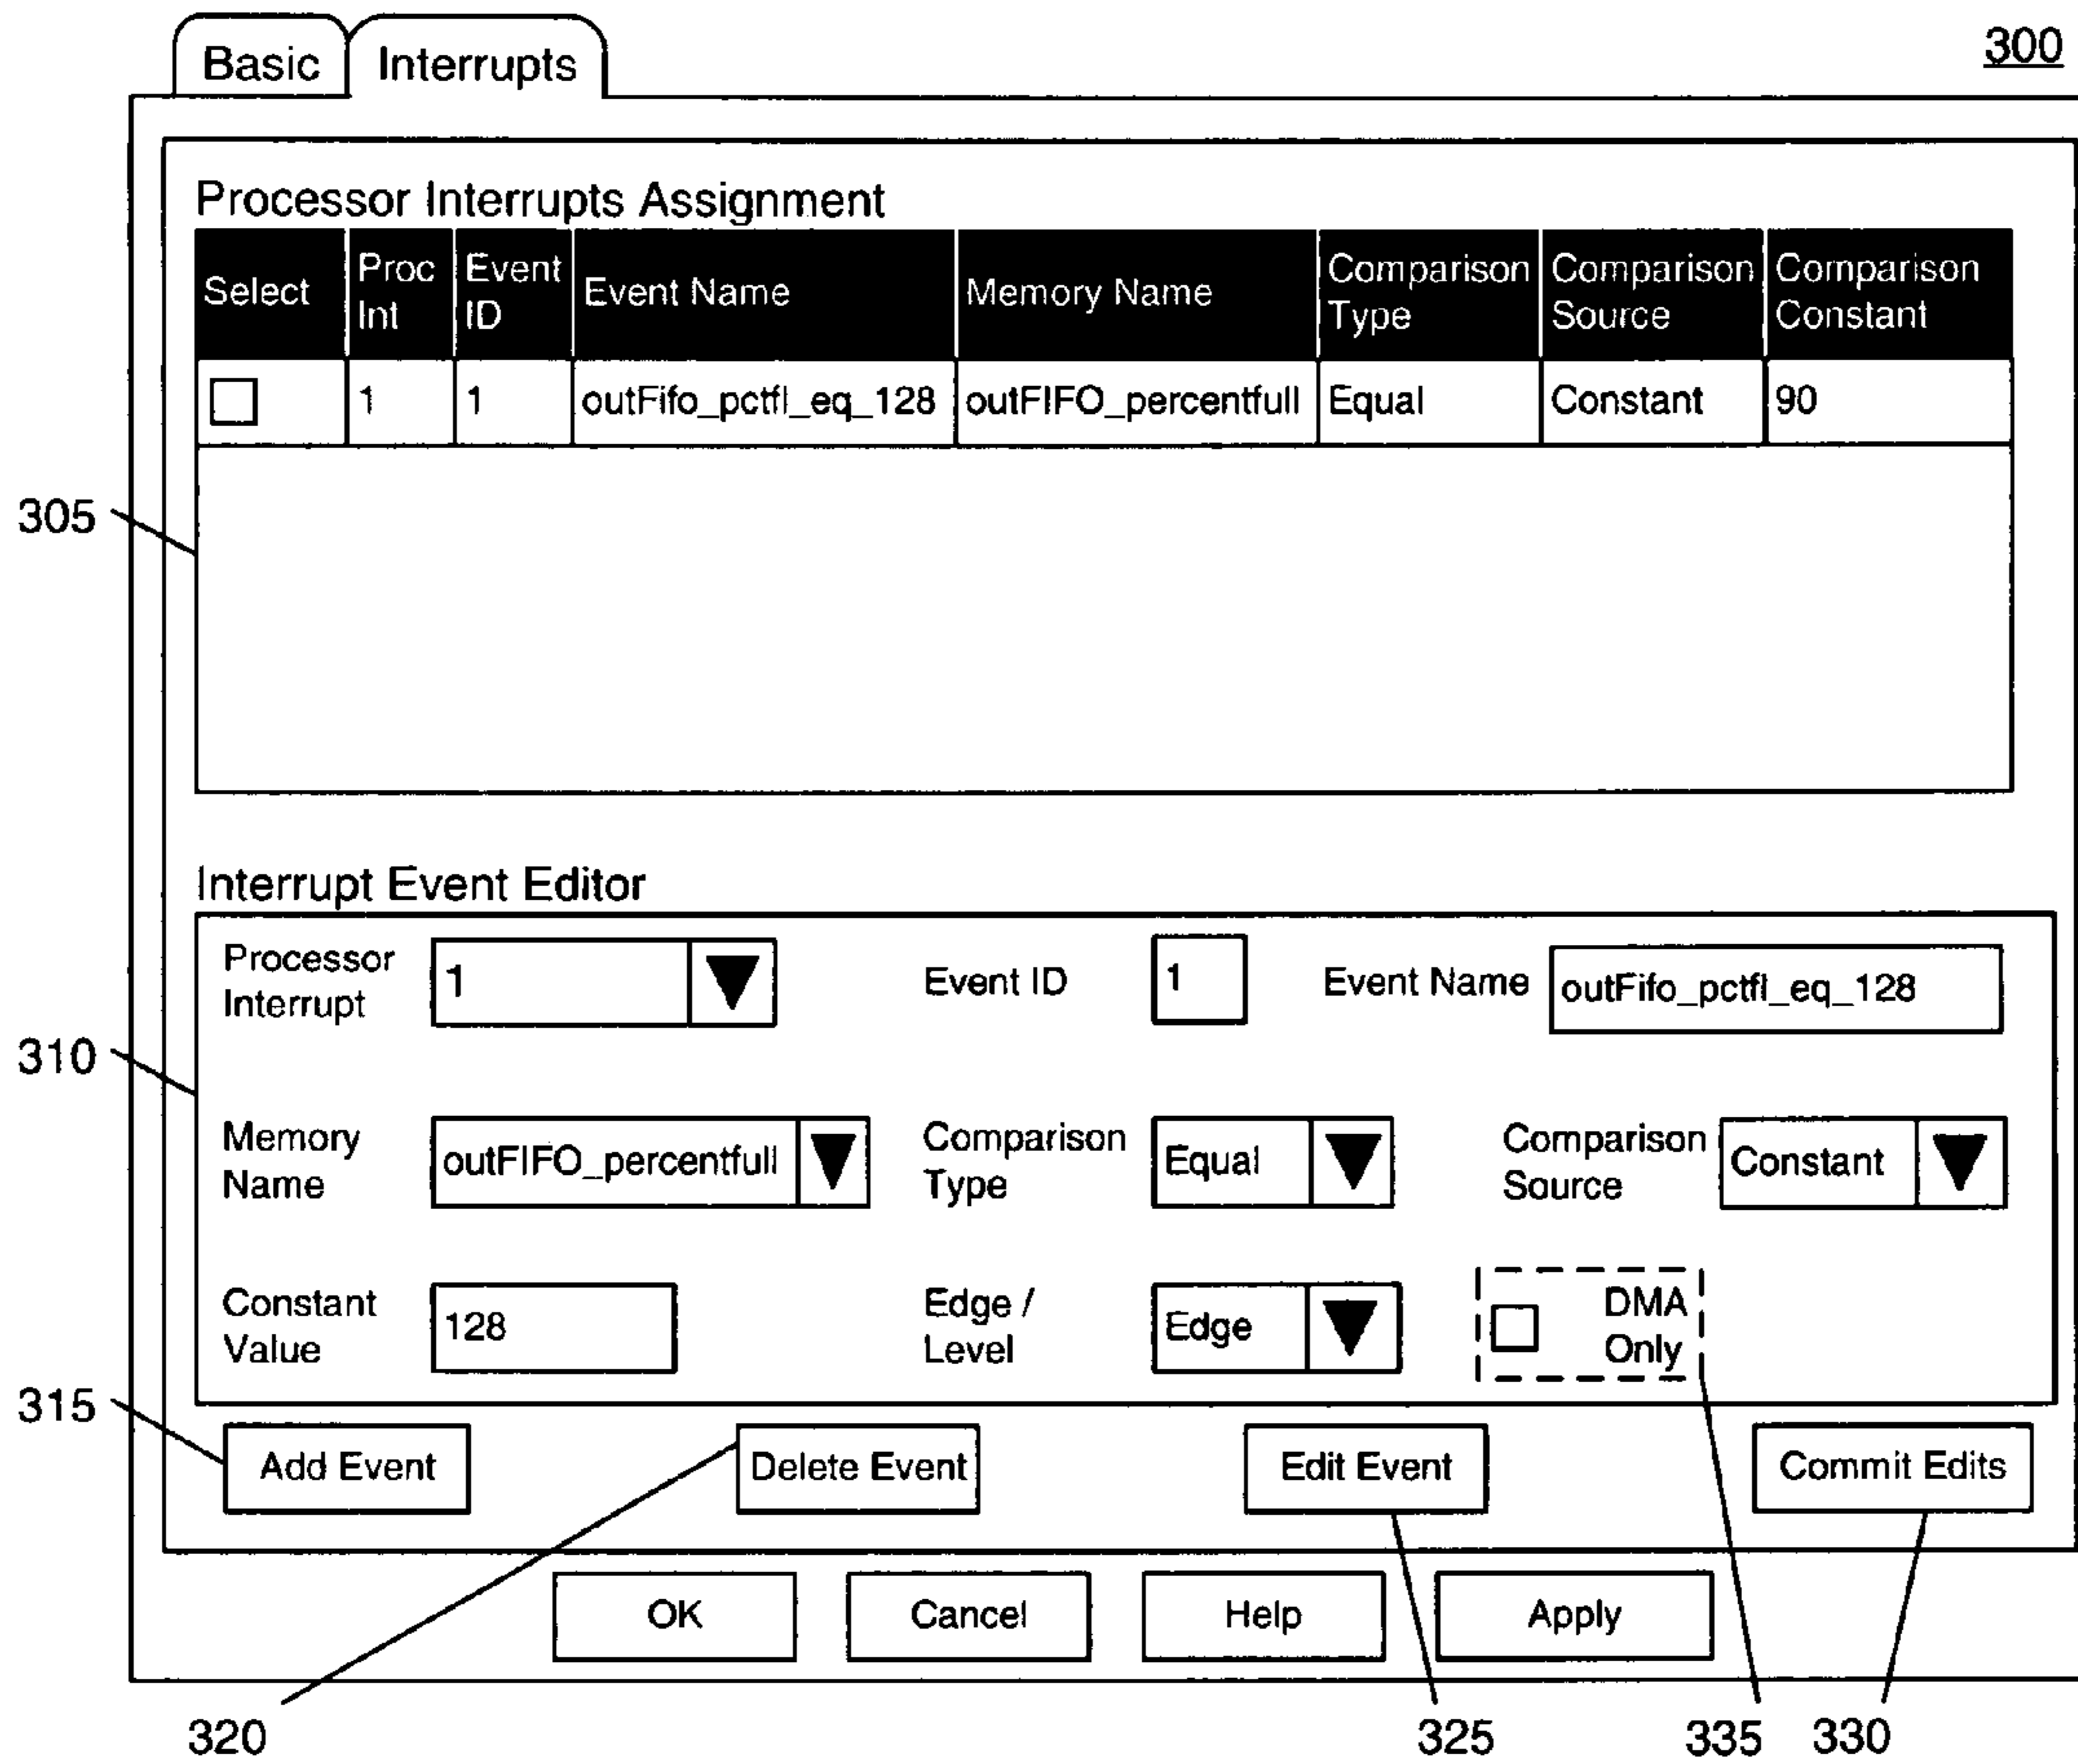 300
Basic Interrupts
Processor Interrupts Assignment
Select Proc Int Event ID Event Name Memory Name Comparison Type Comparison Source Comparison Constant
1 1 outFifo_pctfl_eq_128 outFIFO_percentfull Equal Constant 90
305
Interrupt Event Editor
Processor Interrupt 1 Event ID 1 Event Name outFifo_pctfl_eq_128
310
Memory Name outFIFO_percentfull Comparison Type Equal Comparison Source Constant
Constant Value 128 Edge / Level Edge DMA Only
315
Add Event Delete Event Edit Event Commit Edits
OK Cancel Help Apply
320 325 335 330